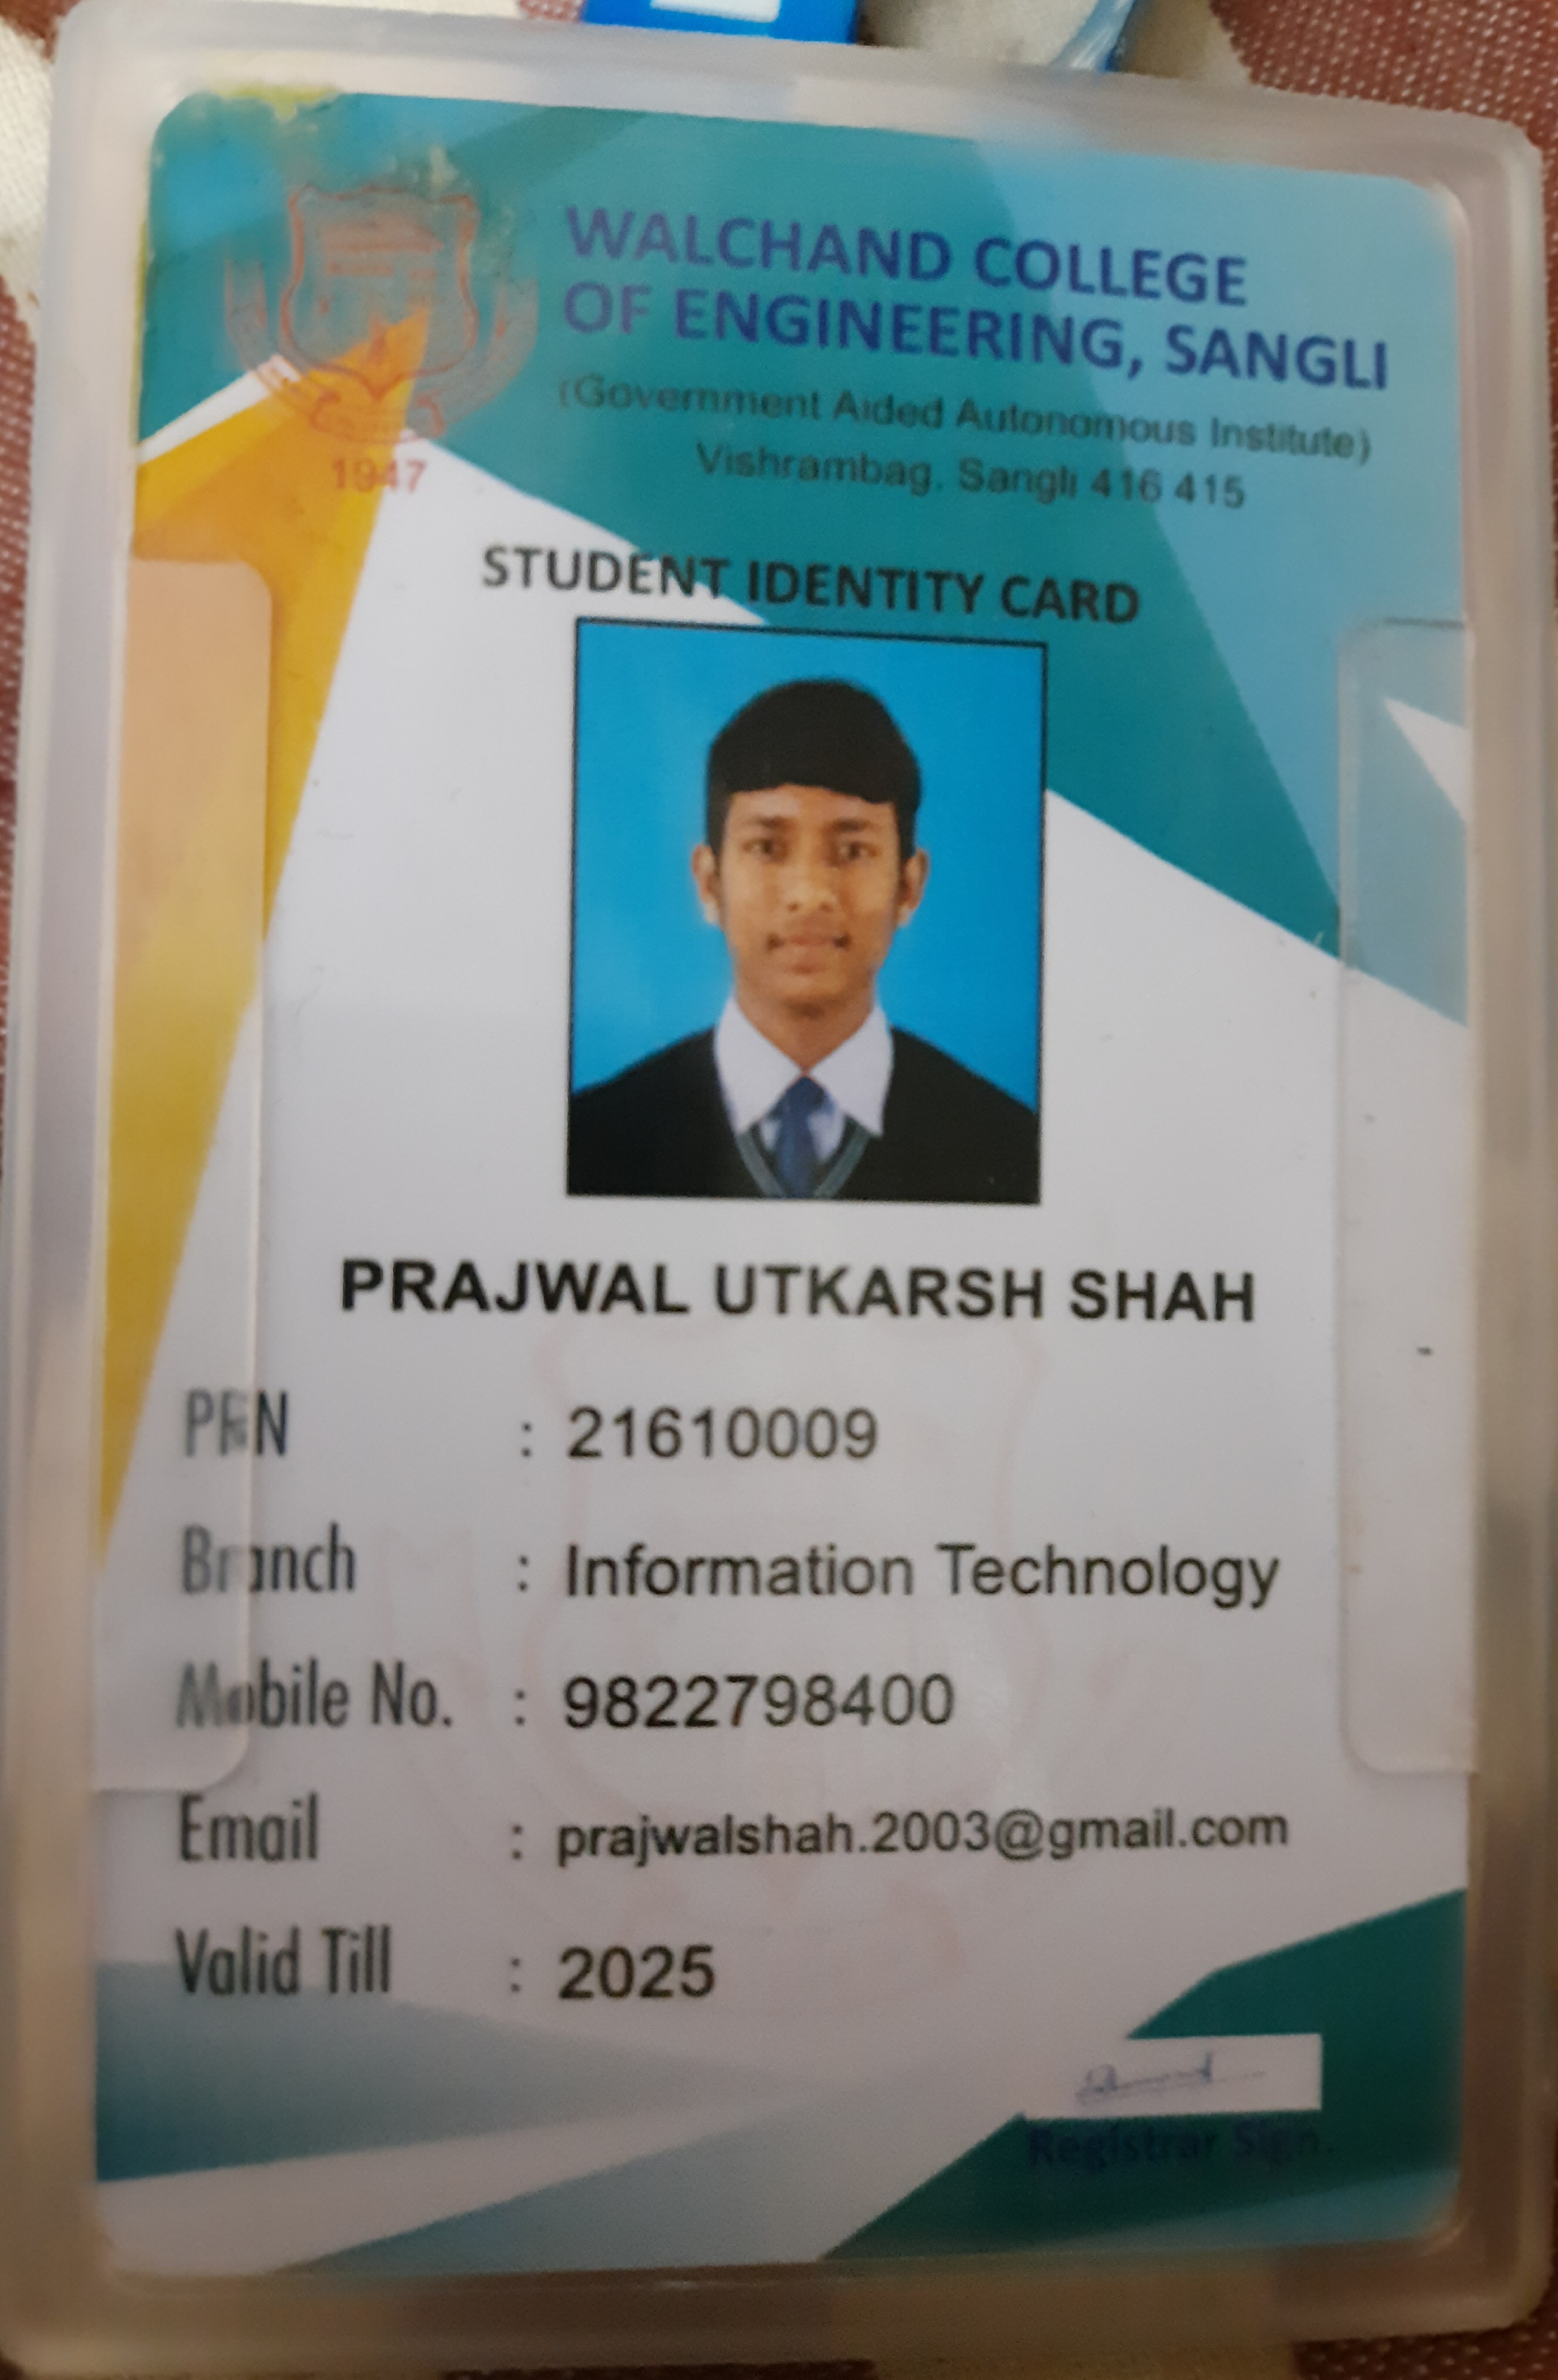 WALCHAND COLLEGE
OF ENGINEERING, SANGLI
(Government Aided Autonomous Institute)
Vishrambag, Sangli 416 415
1947
STUDENT IDENTITY CARD
PRAJWAL UTKARSH SHAH
PRN : 21610009
Branch : Information Technology
Mobile No. : 9822798400
Email : prajwalshah.2003@gmail.com
Valid Till : 2025
Registrar Sign.